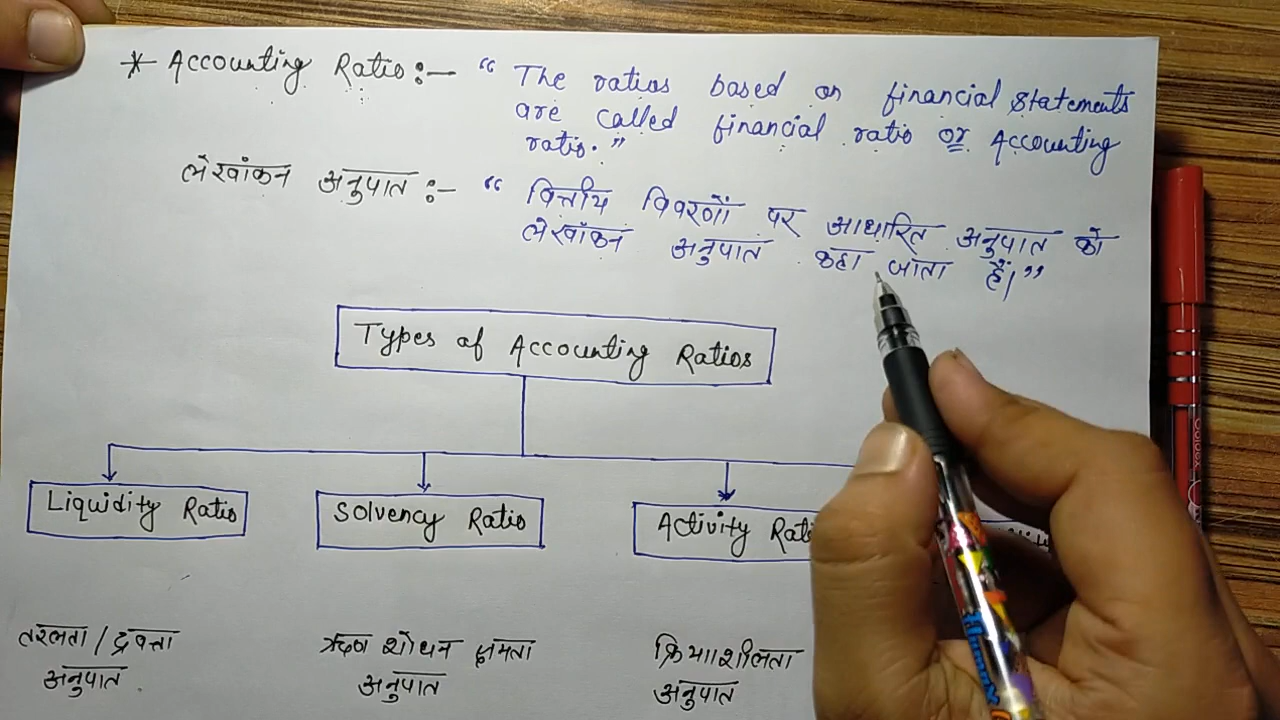 * Accounting Ratio:- “ The ratios based on financial statements
are called financial ratio or Accounting
ratio.”
लेखांकन अनुपात :- “ वित्तीय विवरणों पर आधारित अनुपात को
लेखांकन अनुपात कहा जाता हैं।”
Types of Accounting Ratios
Liquidity Ratio
Solvency Ratio
Activity
तरलता / द्रवता
अनुपात
ऋण शोधन क्षमता
अनुपात
क्रियाशीलता
अनुपात